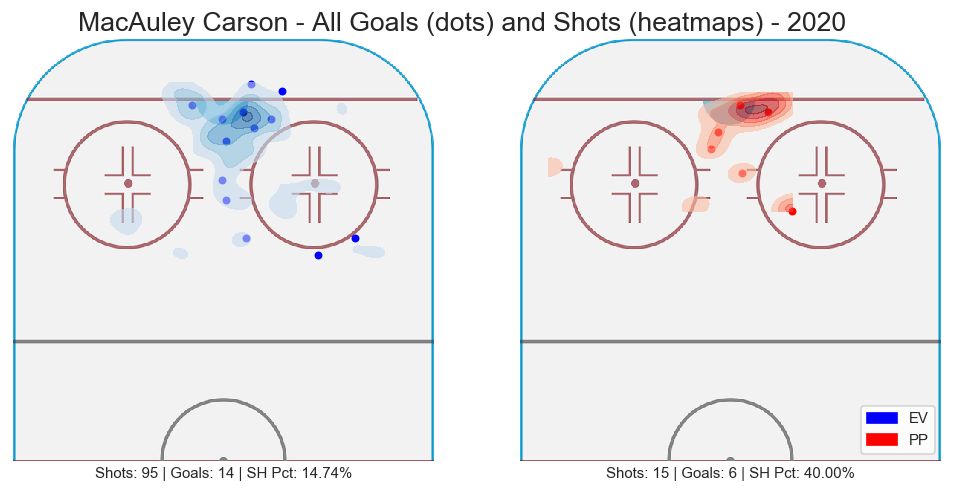 MacAuley Carson - All Goals (dots) and Shots (heatmaps) - 2020
EV
PP
Shots: 95 | Goals: 14 | SH Pct: 14.74%
Shots: 15 | Goals: 6 | SH Pct: 40.00%